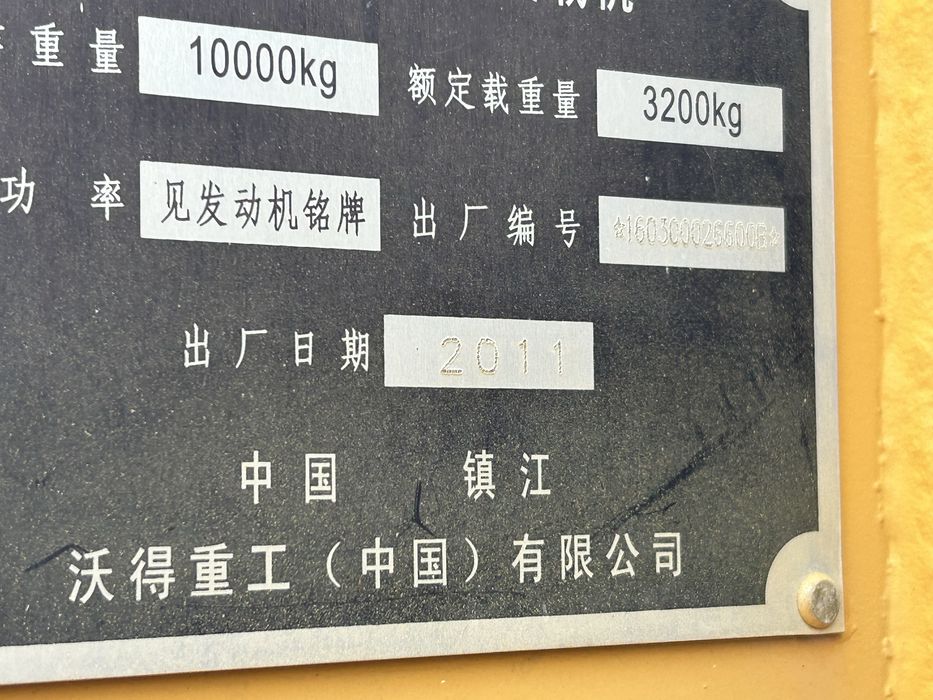 重量 10000kg 额定载重量 3200kg
功率 见发动机铭牌 出厂编号 ☆160300026600B☆
出厂日期 2011
中国 镇江
沃得重工（中国）有限公司